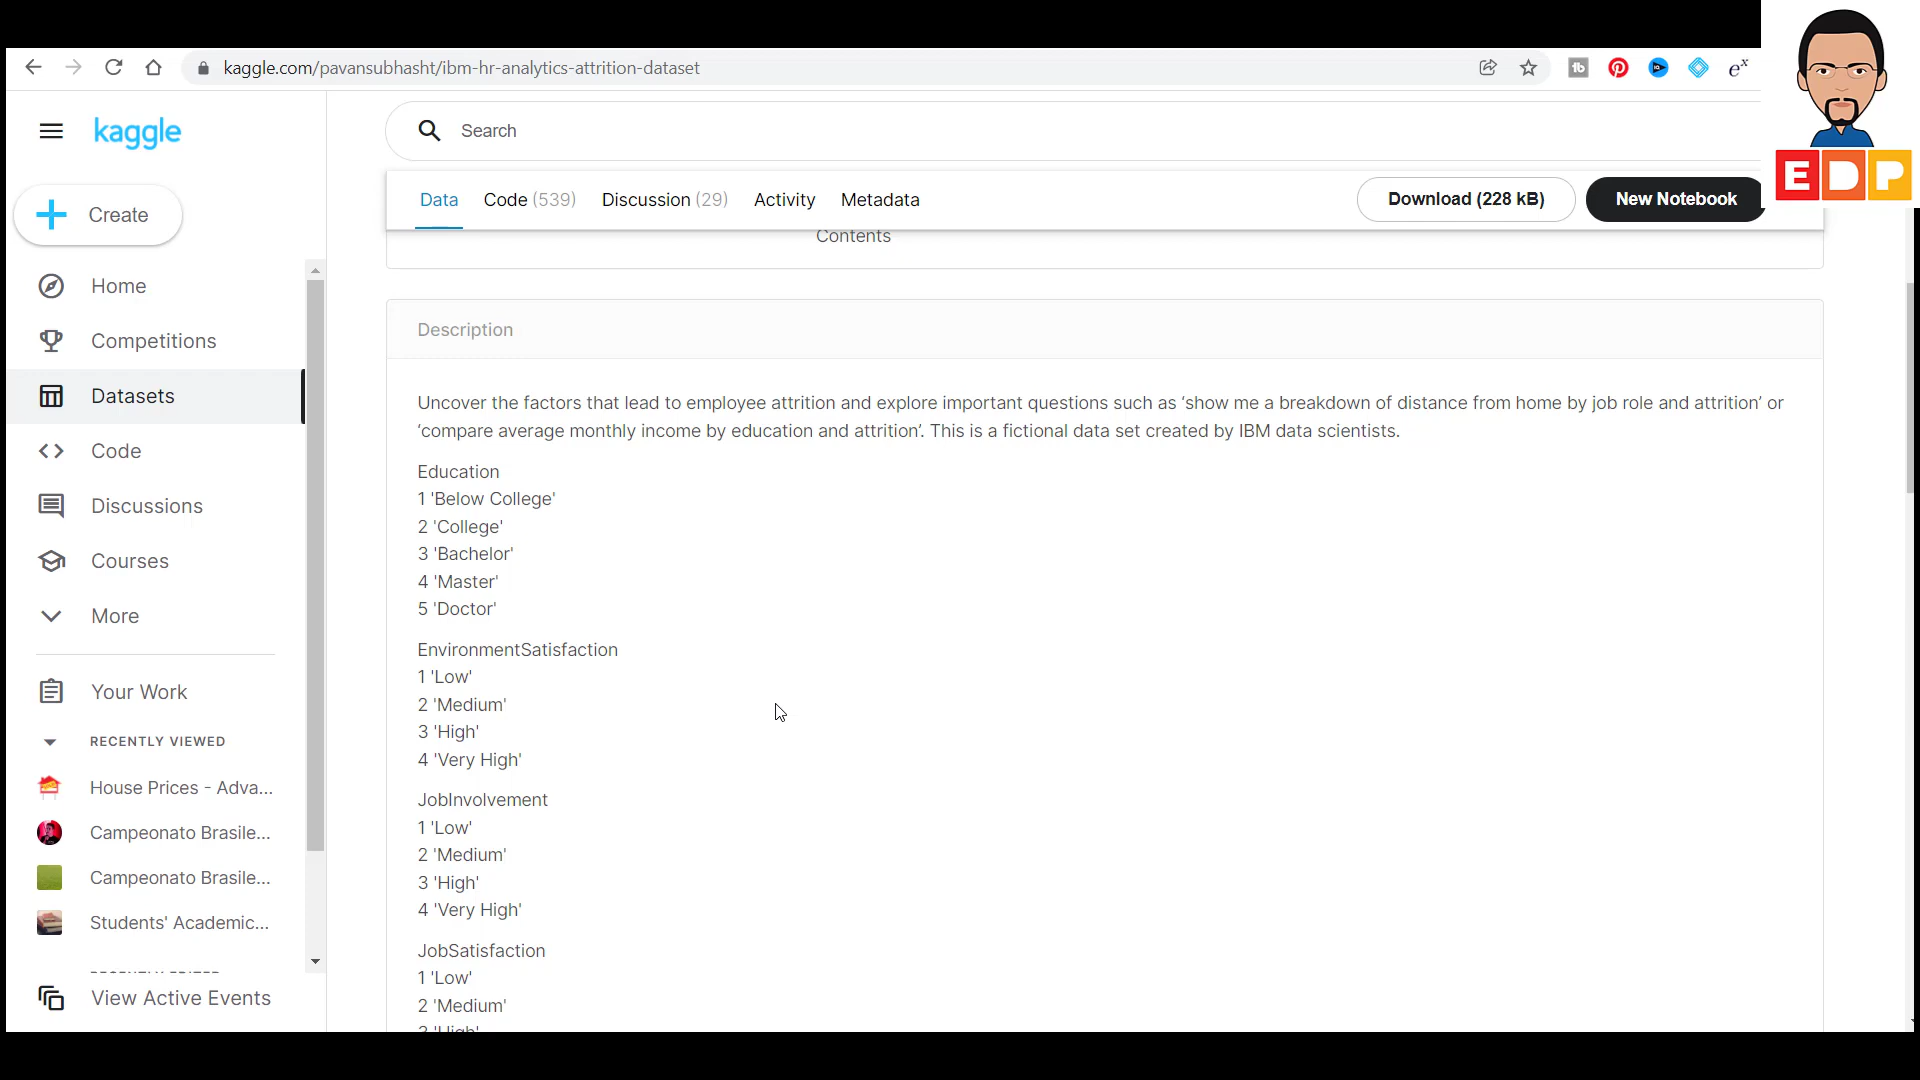 kaggle.com/pavansubhasht/ibm-hr-analytics-attrition-dataset
kaggle
Search
Create
Data Code (539) Discussion (29) Activity Metadata Download (228 kB) New Notebook
EDP
Contents
Home
Competitions
Datasets
Code
Discussions
Courses
More
Your Work
RECENTLY VIEWED
House Prices - Adva...
Campeonato Brasile...
Campeonato Brasile...
Students' Academic...
View Active Events
Description
Uncover the factors that lead to employee attrition and explore important questions such as ‘show me a breakdown of distance from home by job role and attrition’ or
‘compare average monthly income by education and attrition’. This is a fictional data set created by IBM data scientists.
Education
1 'Below College'
2 'College'
3 'Bachelor'
4 'Master'
5 'Doctor'
EnvironmentSatisfaction
1 'Low'
2 'Medium'
3 'High'
4 'Very High'
JobInvolvement
1 'Low'
2 'Medium'
3 'High'
4 'Very High'
JobSatisfaction
1 'Low'
2 'Medium'
3 'High'